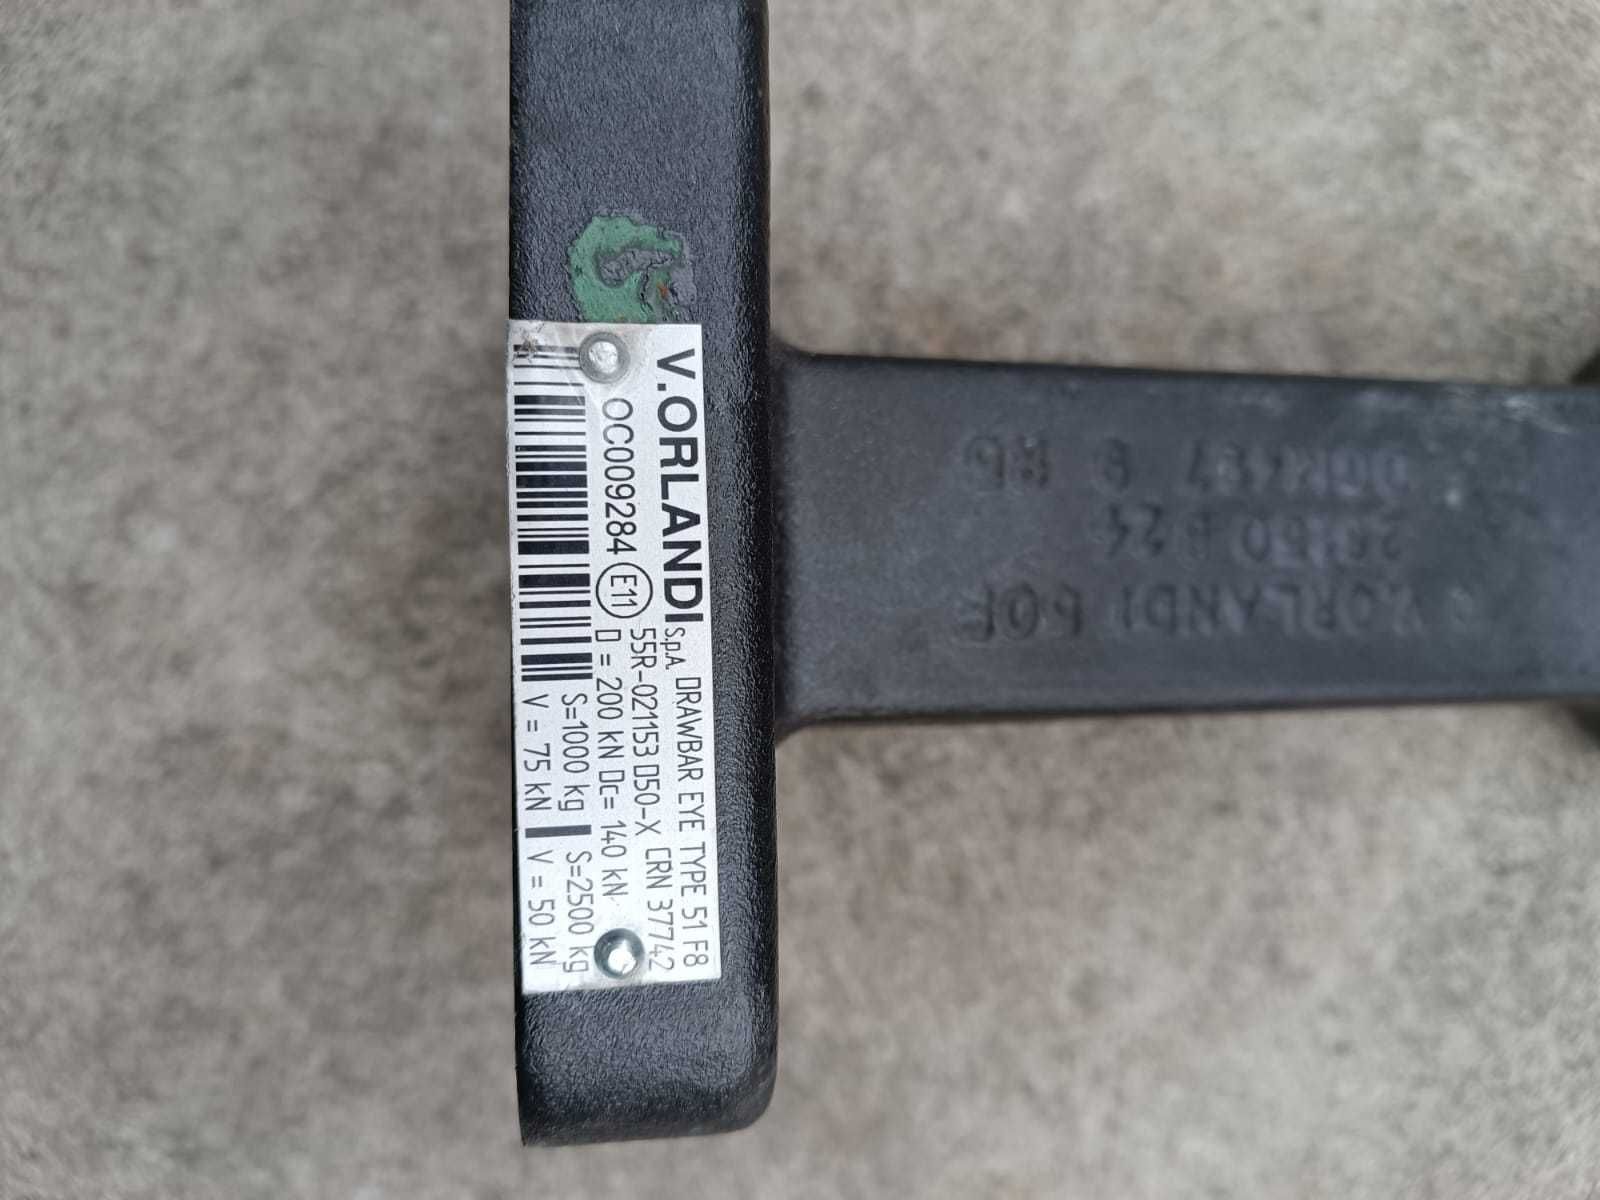 V.ORLANDI S.p.A. DRAWBAR EYE TYPE 51 F8
OC009284 E11 55R-021153 D50-X CRN 37742
D = 200 kN Dc= 140 kN
S=1000 kg S=2500 kg
V = 75 kN V = 50 kN
V.ORLANDI